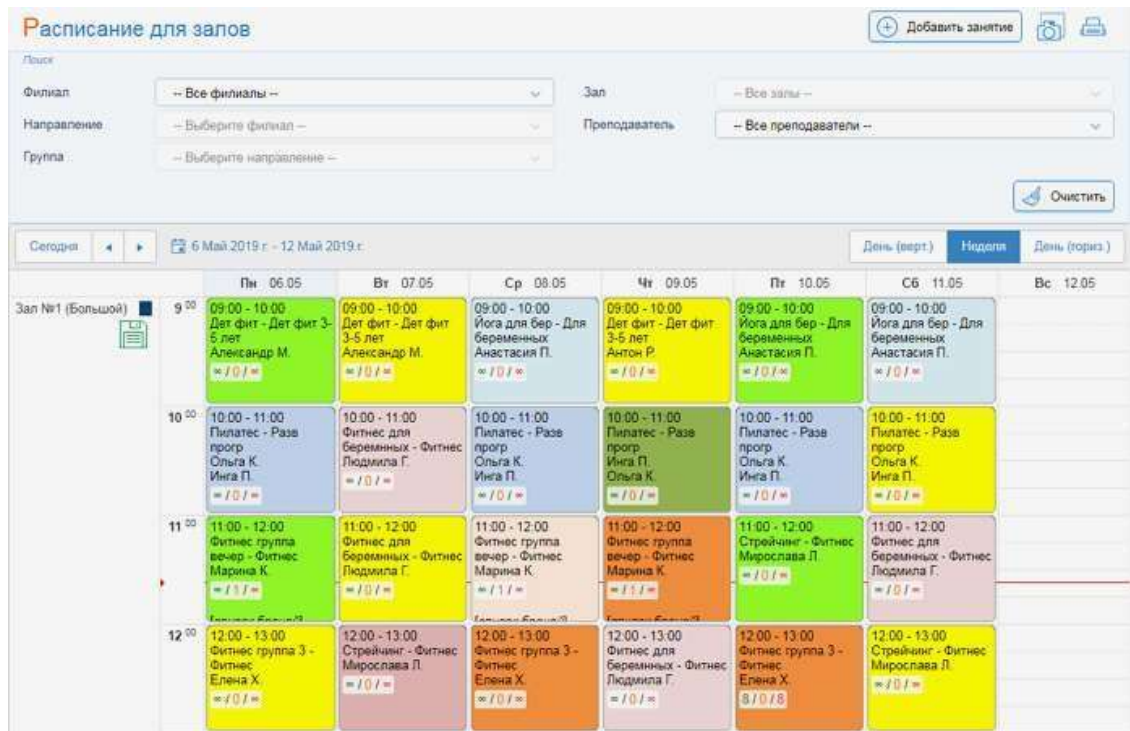 Расписание для залов
Добавить занятие
Поиск
Филиал
-- Все филиалы --
Зал
-- Все залы --
Направление
-- Выберите филиал --
Преподаватель
-- Все преподаватели --
Группа
-- Выберите направление --
Очистить
Сегодня
6 Май 2019 г. - 12 Май 2019 г.
День (верт.)
Неделя
День (гориз.)
Пн 06.05
Вт 07.05
Ср 08.05
Чт 09.05
Пт 10.05
Сб 11.05
Вс 12.05
Зал №1 (Большой)
9 00
09:00 - 10:00
Дет фит - Дет фит 3-
5 лет
Александр М.
∞ / 0 / ∞
09:00 - 10:00
Дет фит - Дет фит
3-5 лет
Александр М.
∞ / 0 / ∞
09:00 - 10:00
Йога для бер - Для
беременных
Анастасия П.
∞ / 0 / ∞
09:00 - 10:00
Дет фит - Дет фит
3-5 лет
Антон Р.
∞ / 0 / ∞
09:00 - 10:00
Йога для бер - Для
беременных
Анастасия П.
∞ / 0 / ∞
09:00 - 10:00
Йога для бер - Для
беременных
Анастасия П.
∞ / 0 / ∞
10 00
10:00 - 11:00
Пилатес - Разв
прогр
Ольга К.
Инга П.
∞ / 0 / ∞
10:00 - 11:00
Фитнес для
беремнных - Фитнес
Людмила Г.
∞ / 0 / ∞
10:00 - 11:00
Пилатес - Разв
прогр
Ольга К.
Инга П.
∞ / 0 / ∞
10:00 - 11:00
Пилатес - Разв
прогр
Инга П.
Ольга К.
∞ / 0 / ∞
10:00 - 11:00
Пилатес - Разв
прогр
Ольга К.
Инга П.
∞ / 0 / ∞
10:00 - 11:00
Пилатес - Разв
прогр
Ольга К.
Инга П.
∞ / 0 / ∞
11 00
11:00 - 12:00
Фитнес группа
вечер - Фитнес
Марина К.
∞ / 1 / ∞
11:00 - 12:00
Фитнес для
беремнных - Фитнес
Людмила Г.
∞ / 0 / ∞
11:00 - 12:00
Фитнес группа
вечер - Фитнес
Марина К.
∞ / 1 / ∞
11:00 - 12:00
Фитнес группа
вечер - Фитнес
Марина К.
∞ / 1 / ∞
11:00 - 12:00
Стрейчинг - Фитнес
Мирослава Л.
∞ / 0 / ∞
11:00 - 12:00
Фитнес для
беремнных - Фитнес
Людмила Г.
∞ / 0 / ∞
12 00
12:00 - 13:00
Фитнес группа 3 -
Фитнес
Елена Х.
∞ / 0 / ∞
12:00 - 13:00
Стрейчинг - Фитнес
Мирослава Л.
∞ / 0 / ∞
12:00 - 13:00
Фитнес группа 3 -
Фитнес
Елена Х.
∞ / 0 / ∞
12:00 - 13:00
Фитнес для
беремнных - Фитнес
Людмила Г.
∞ / 0 / ∞
12:00 - 13:00
Фитнес группа 3 -
Фитнес
Елена Х.
8 / 0 / 8
12:00 - 13:00
Стрейчинг - Фитнес
Мирослава Л.
∞ / 0 / ∞